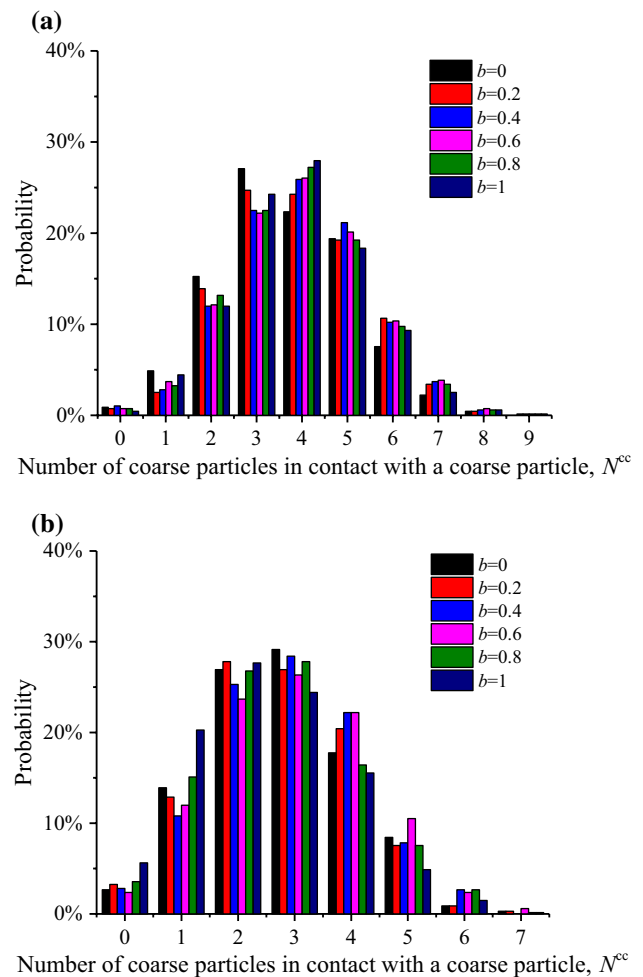 (a)
40%
30%
20%
10%
0%
Probability
b=0
b=0.2
b=0.4
b=0.6
b=0.8
b=1
0 1 2 3 4 5 6 7 8 9
Number of coarse particles in contact with a coarse particle, N^cc
(b)
40%
30%
20%
10%
0%
Probability
b=0
b=0.2
b=0.4
b=0.6
b=0.8
b=1
0 1 2 3 4 5 6 7
Number of coarse particles in contact with a coarse particle, N^cc